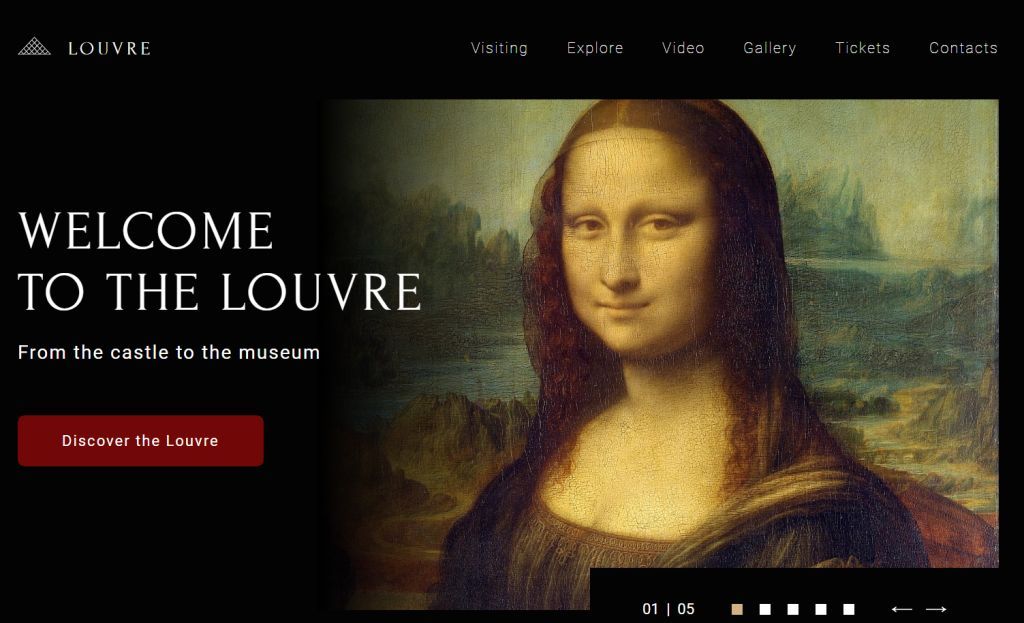 LOUVRE
Visiting Explore Video Gallery Tickets Contacts
WELCOME
TO THE LOUVRE
From the castle to the museum
Discover the Louvre
01 | 05